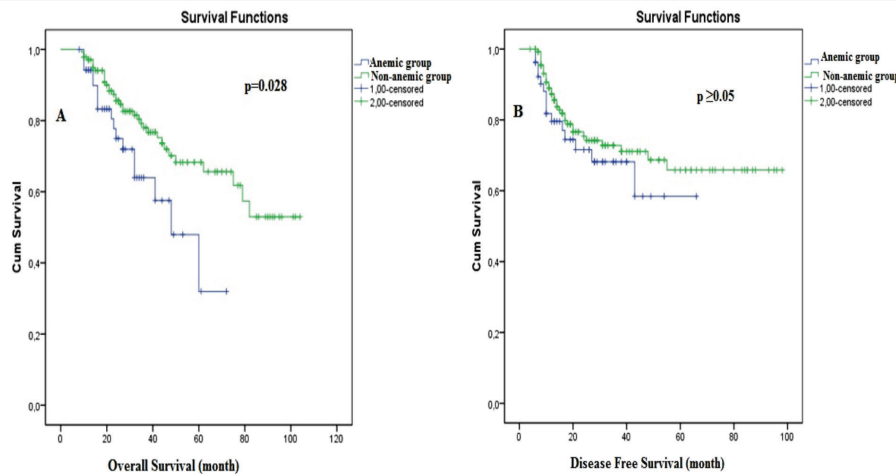 Survival Functions
A
p=0.028
Anemic group
Non-anemic group
1,00-censored
2,00-censored
Cum Survival
1,0
0,8
0,6
0,4
0,2
0,0
0 20 40 60 80 100 120
Overall Survival (month)
Survival Functions
B
p ≥0.05
Anemic group
Non-anemic group
1,00-censored
2,00-censored
Cum Survival
1,0
0,8
0,6
0,4
0,2
0,0
0 20 40 60 80 100
Disease Free Survival (month)